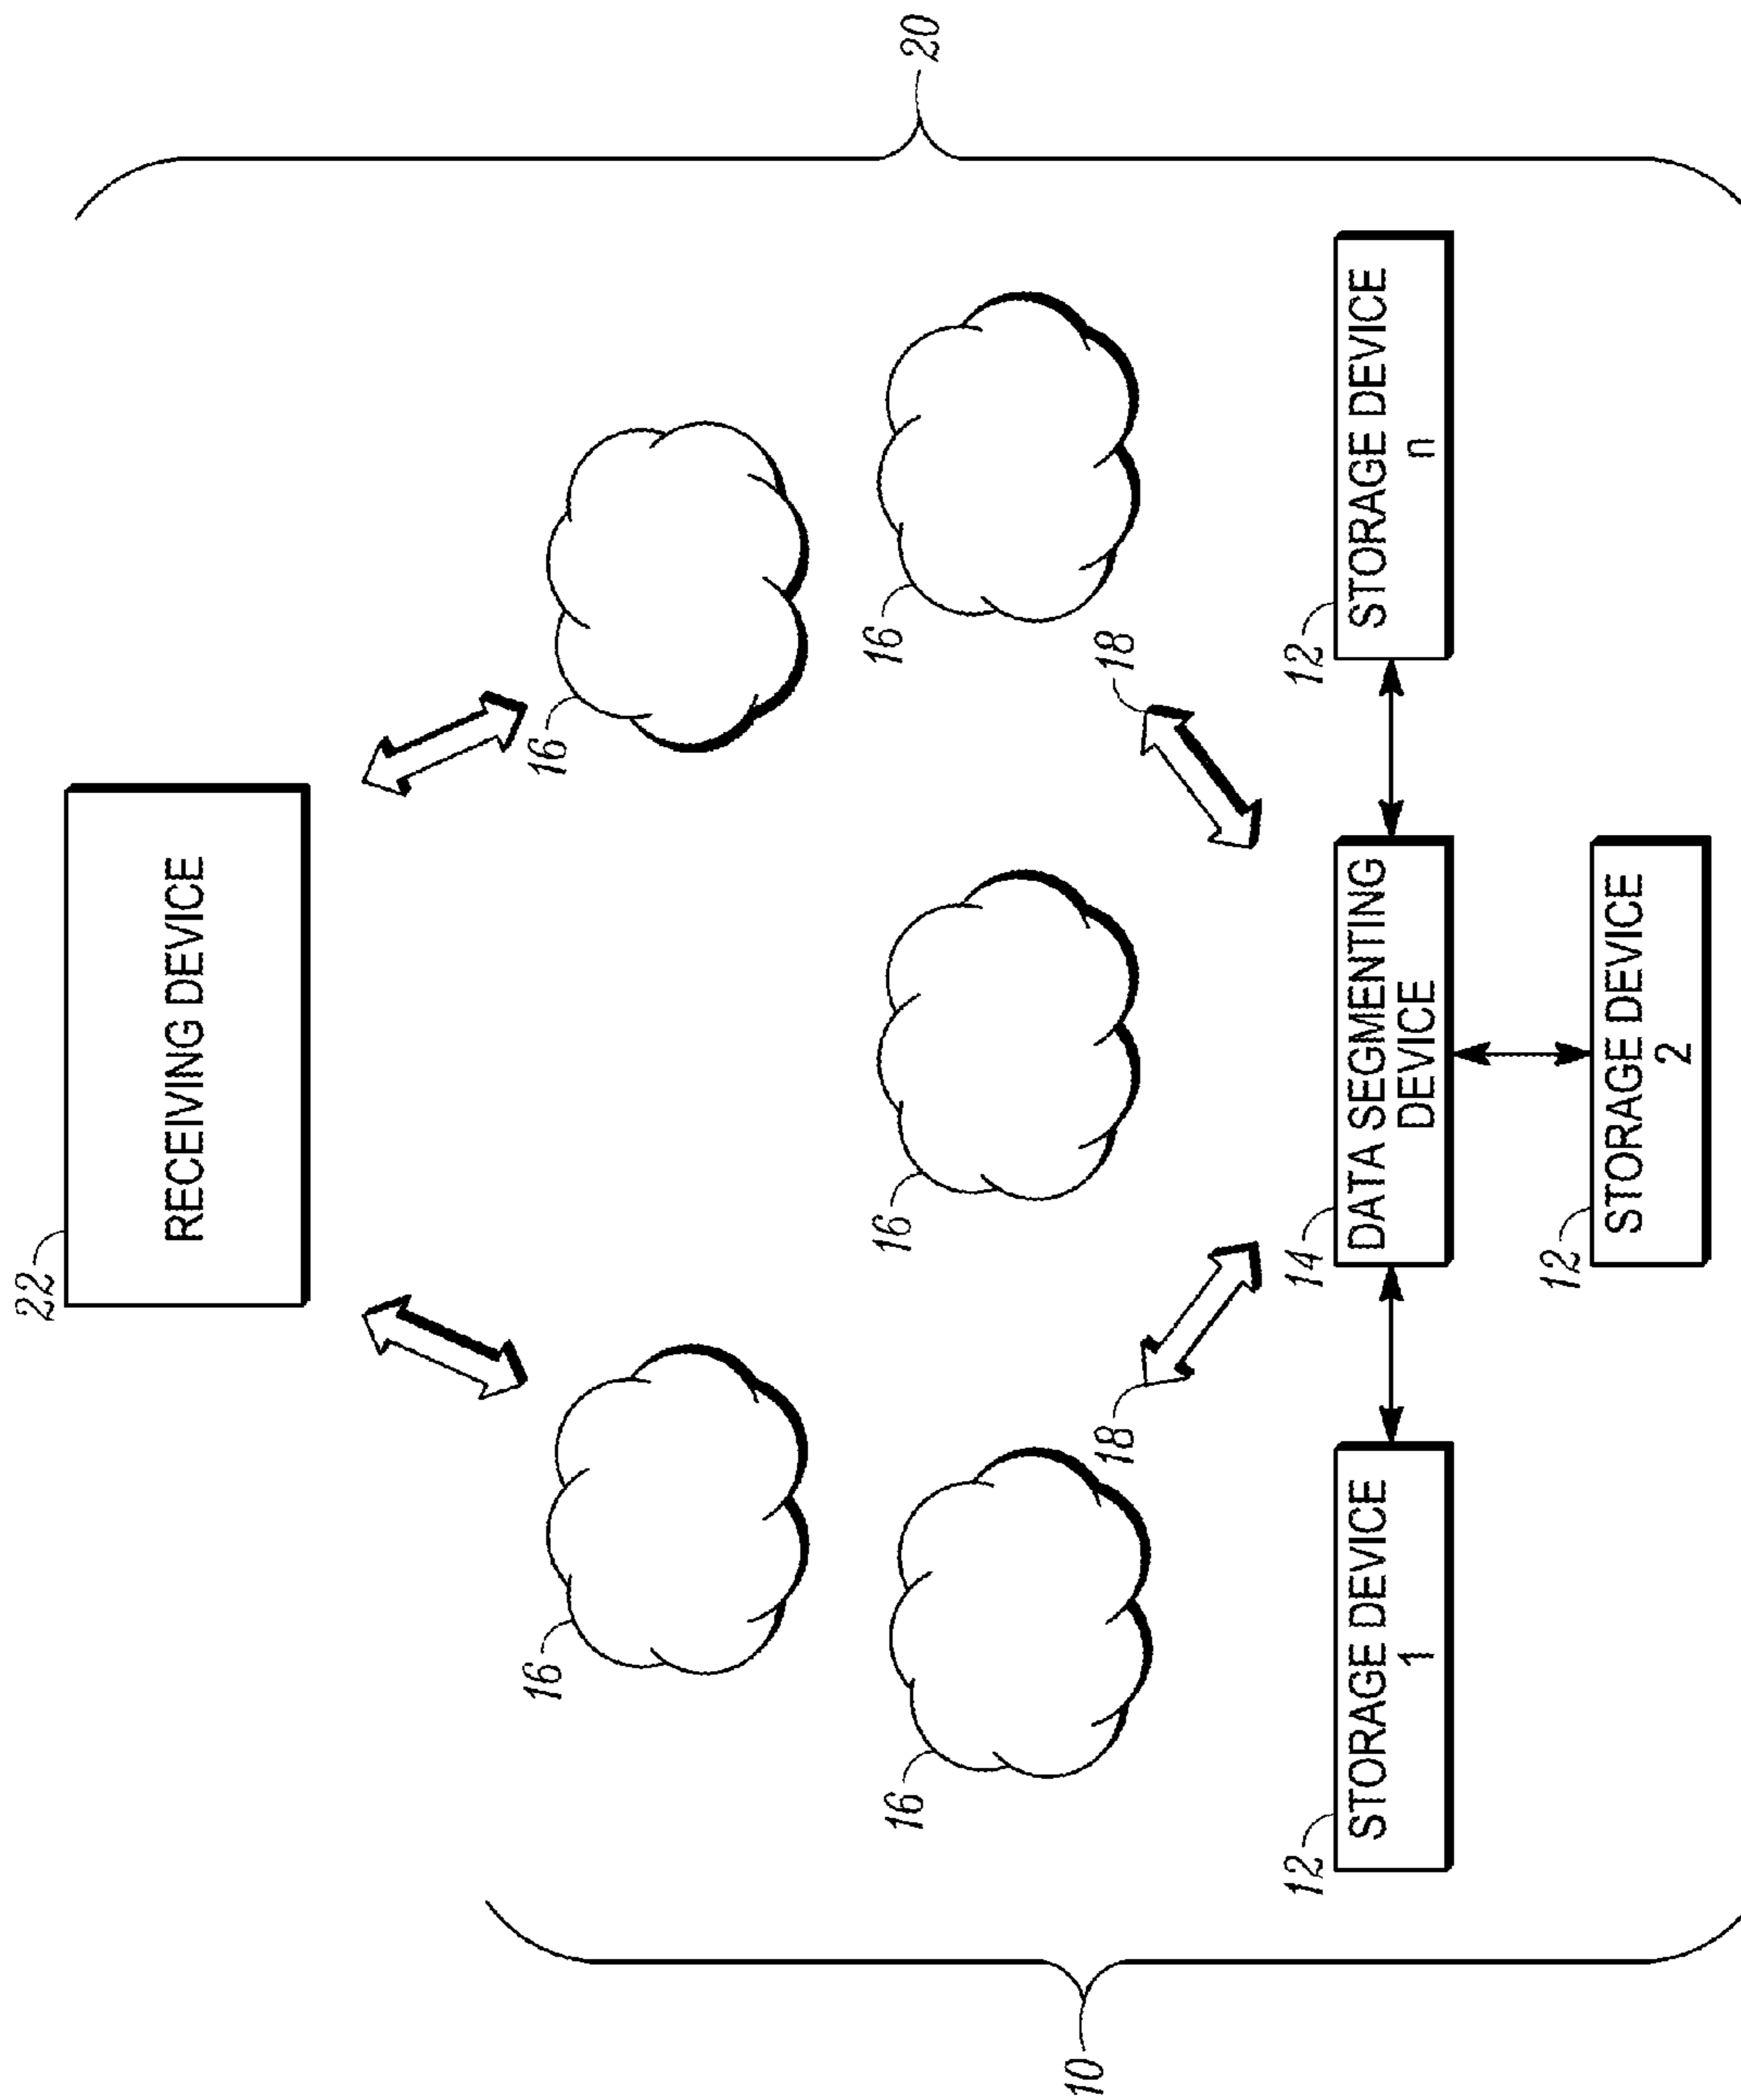 22
RECEIVING DEVICE
20
16
16
16
16
16
18
18
10
12
STORAGE DEVICE
1
14
DATA SEGMENTING
DEVICE
12
STORAGE DEVICE
n
12
STORAGE DEVICE
2